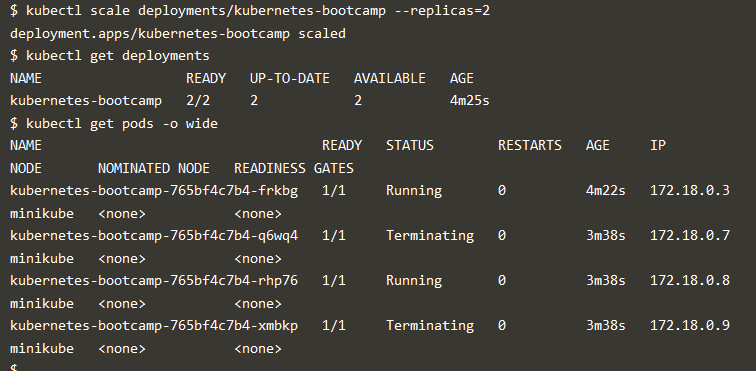 $ kubectl scale deployments/kubernetes-bootcamp --replicas=2
deployment.apps/kubernetes-bootcamp scaled
$ kubectl get deployments
NAME                  READY   UP-TO-DATE   AVAILABLE   AGE
kubernetes-bootcamp   2/2     2            2           4m25s
$ kubectl get pods -o wide
NAME                                   READY   STATUS        RESTARTS   AGE     IP
NODE       NOMINATED NODE   READINESS GATES
kubernetes-bootcamp-765bf4c7b4-frkbg   1/1     Running       0          4m22s   172.18.0.3
minikube   <none>           <none>
kubernetes-bootcamp-765bf4c7b4-q6wq4   1/1     Terminating   0          3m38s   172.18.0.7
minikube   <none>           <none>
kubernetes-bootcamp-765bf4c7b4-rhp76   1/1     Running       0          3m38s   172.18.0.8
minikube   <none>           <none>
kubernetes-bootcamp-765bf4c7b4-xmbkp   1/1     Terminating   0          3m38s   172.18.0.9
minikube   <none>           <none>
$